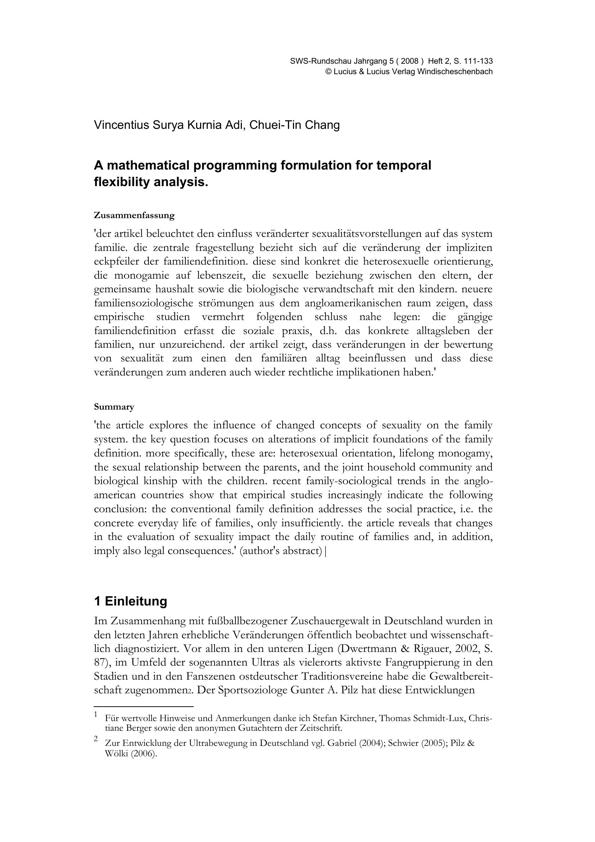 SWS-Rundschau Jahrgang 5 ( 2008 ) Heft 2, S. 111-133
© Lucius & Lucius Verlag Windischeschenbach
Vincentius Surya Kurnia Adi, Chuei-Tin Chang
A mathematical programming formulation for temporal
flexibility analysis.
Zusammenfassung
'der artikel beleuchtet den einfluss veränderter sexualitätsvorstellungen auf das system
familie. die zentrale fragestellung bezieht sich auf die veränderung der impliziten
eckpfeiler der familiendefinition. diese sind konkret die heterosexuelle orientierung,
die monogamie auf lebenszeit, die sexuelle beziehung zwischen den eltern, der
gemeinsame haushalt sowie die biologische verwandtschaft mit den kindern. neuere
familiensoziologische strömungen aus dem angloamerikanischen raum zeigen, dass
empirische studien vermehrt folgenden schluss nahe legen: die gängige
familiendefinition erfasst die soziale praxis, d.h. das konkrete alltagsleben der
familien, nur unzureichend. der artikel zeigt, dass veränderungen in der bewertung
von sexualität zum einen den familiären alltag beeinflussen und dass diese
veränderungen zum anderen auch wieder rechtliche implikationen haben.'
Summary
'the article explores the influence of changed concepts of sexuality on the family
system. the key question focuses on alterations of implicit foundations of the family
definition. more specifically, these are: heterosexual orientation, lifelong monogamy,
the sexual relationship between the parents, and the joint household community and
biological kinship with the children. recent family-sociological trends in the anglo-
american countries show that empirical studies increasingly indicate the following
conclusion: the conventional family definition addresses the social practice, i.e. the
concrete everyday life of families, only insufficiently. the article reveals that changes
in the evaluation of sexuality impact the daily routine of families and, in addition,
imply also legal consequences.' (author's abstract)|
1 Einleitung
Im Zusammenhang mit fußballbezogener Zuschauergewalt in Deutschland wurden in
den letzten Jahren erhebliche Veränderungen öffentlich beobachtet und wissenschaft-
lich diagnostiziert. Vor allem in den unteren Ligen (Dwertmann & Rigauer, 2002, S.
87), im Umfeld der sogenannten Ultras als vielerorts aktivste Fangruppierung in den
Stadien und in den Fanszenen ostdeutscher Traditionsvereine habe die Gewaltbereit-
schaft zugenommen2. Der Sportsoziologe Gunter A. Pilz hat diese Entwicklungen
1 Für wertvolle Hinweise und Anmerkungen danke ich Stefan Kirchner, Thomas Schmidt-Lux, Chris-
tiane Berger sowie den anonymen Gutachtern der Zeitschrift.
2 Zur Entwicklung der Ultrabewegung in Deutschland vgl. Gabriel (2004); Schwier (2005); Pilz &
Wölki (2006).